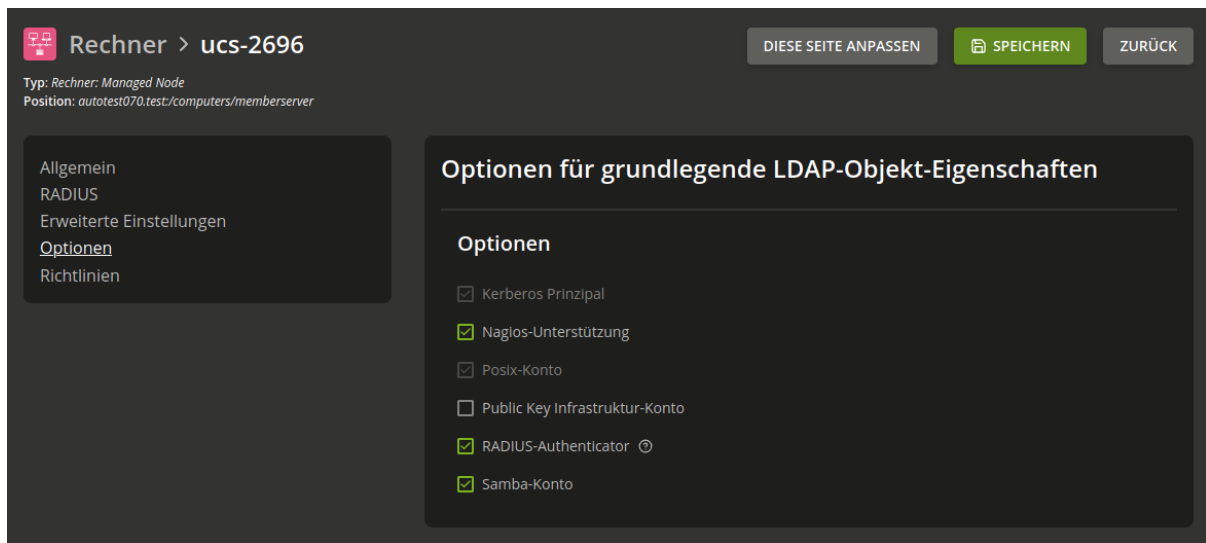 Rechner > ucs-2696
DIESE SEITE ANPASSEN
SPEICHERN
ZURÜCK
Typ: Rechner: Managed Node
Position: autotest070.test:/computers/memberserver
Allgemein
RADIUS
Erweiterte Einstellungen
Optionen
Richtlinien
Optionen für grundlegende LDAP-Objekt-Eigenschaften
Optionen
Kerberos Prinzipal
Nagios-Unterstützung
Posix-Konto
Public Key Infrastruktur-Konto
RADIUS-Authenticator
Samba-Konto